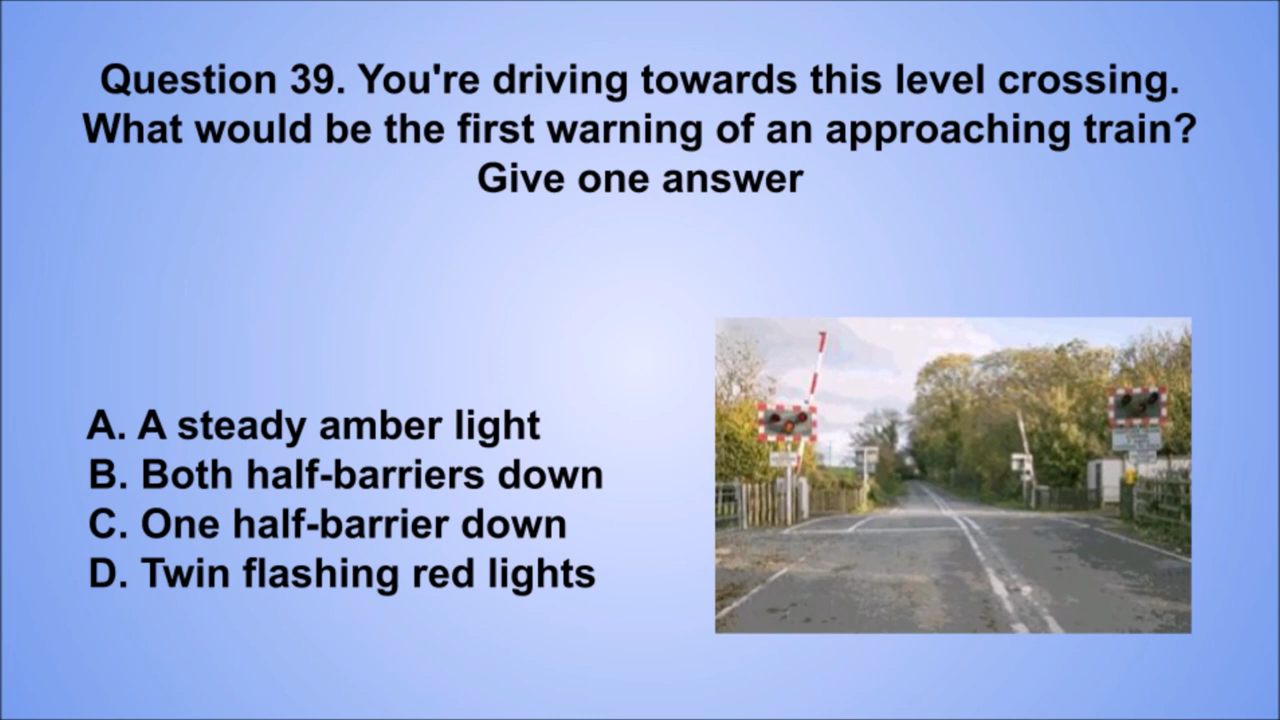 Question 39. You're driving towards this level crossing.
What would be the first warning of an approaching train?
Give one answer
A. A steady amber light
B. Both half-barriers down
C. One half-barrier down
D. Twin flashing red lights